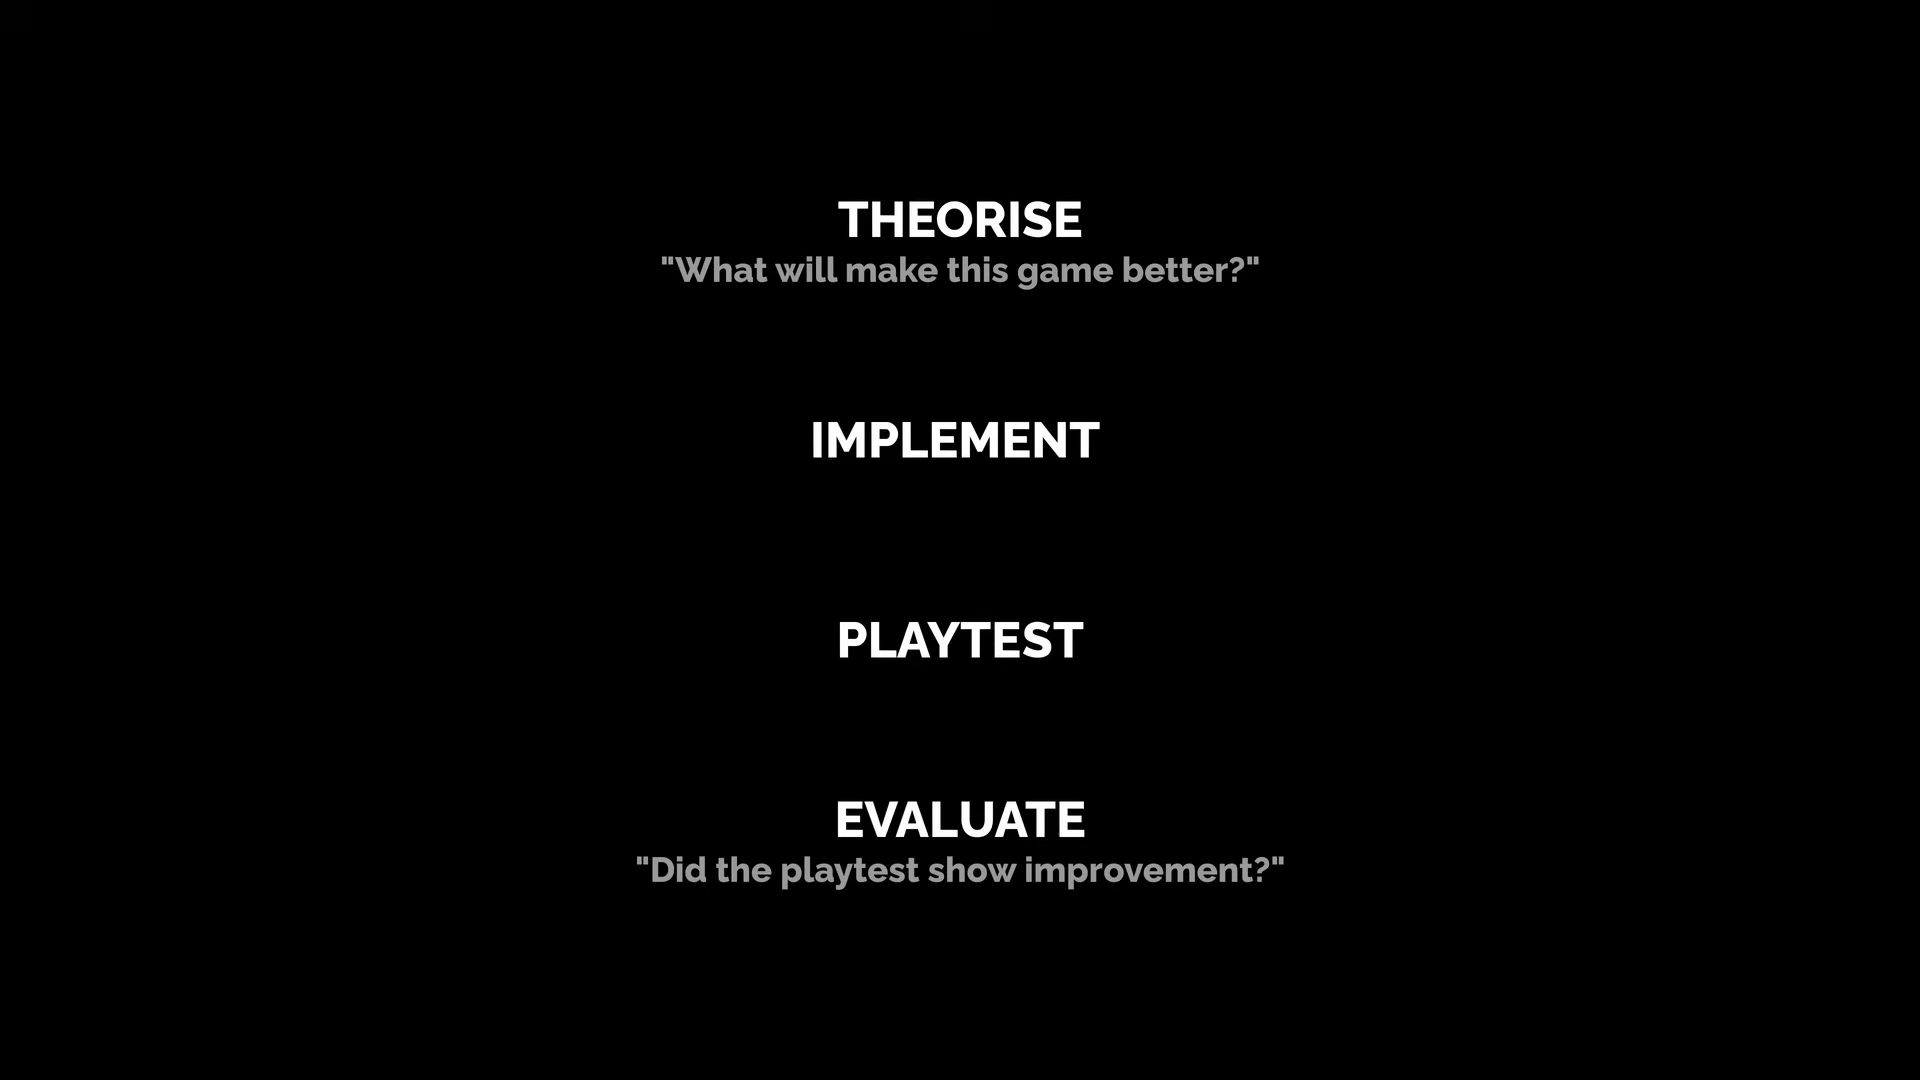 THEORISE
"What will make this game better?"
IMPLEMENT
PLAYTEST
EVALUATE
"Did the playtest show improvement?"